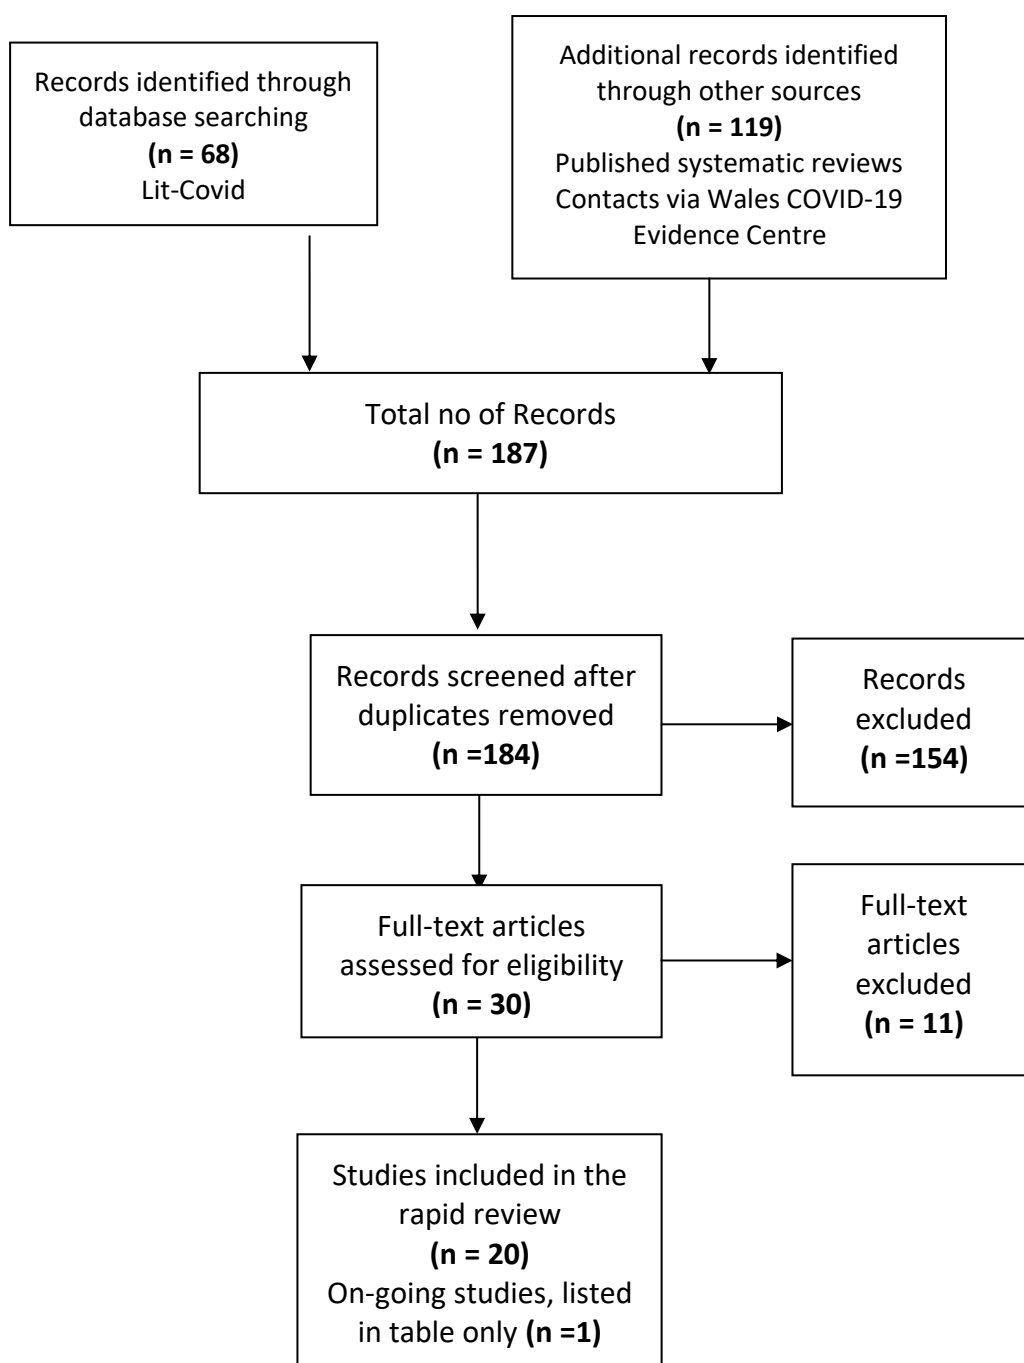 Records identified through
database searching
(n = 68)
Lit-Covid
Additional records identified
through other sources
(n = 119)
Published systematic reviews
Contacts via Wales COVID-19
Evidence Centre
Total no of Records
(n = 187)
Records screened after
duplicates removed
(n =184)
Records
excluded
(n =154)
Full-text articles
assessed for eligibility
(n = 30)
Full-text
articles
excluded
(n = 11)
Studies included in the
rapid review
(n = 20)
On-going studies, listed
in table only (n =1)